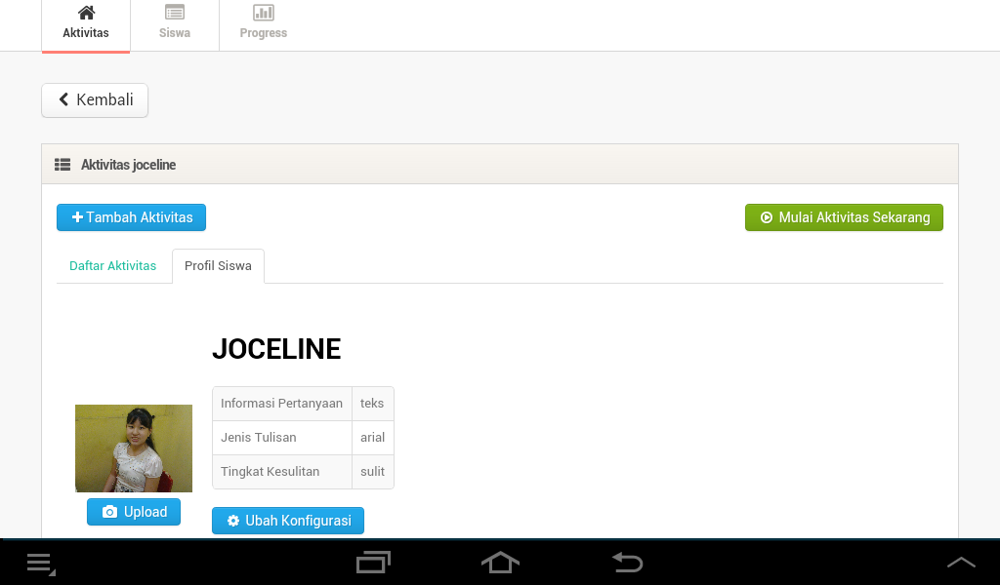 Aktivitas
Siswa
Progress
Kembali
Aktivitas joceline
Tambah Aktivitas
Mulai Aktivitas Sekarang
Daftar Aktivitas
Profil Siswa
JOCELINE
Informasi Pertanyaan teks
Jenis Tulisan arial
Tingkat Kesulitan sulit
Upload
Ubah Konfigurasi